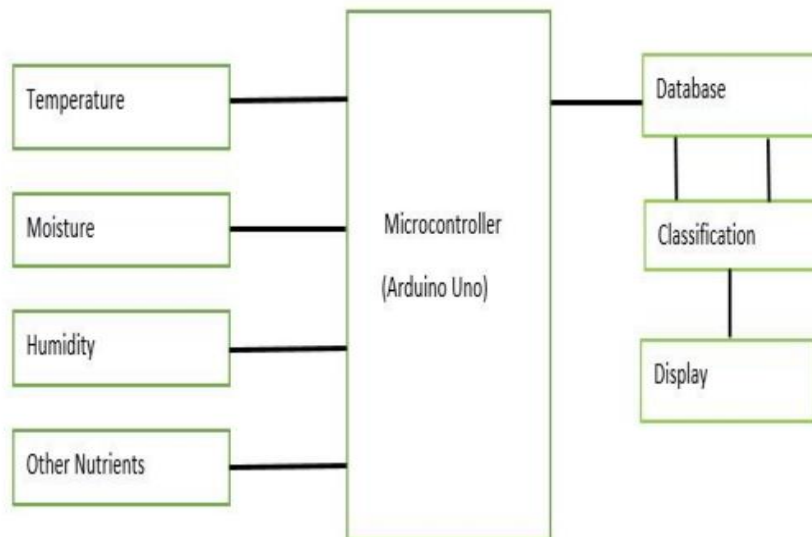 Temperature
Moisture
Humidity
Other Nutrients
Microcontroller
(Arduino Uno)
Database
Classification
Display